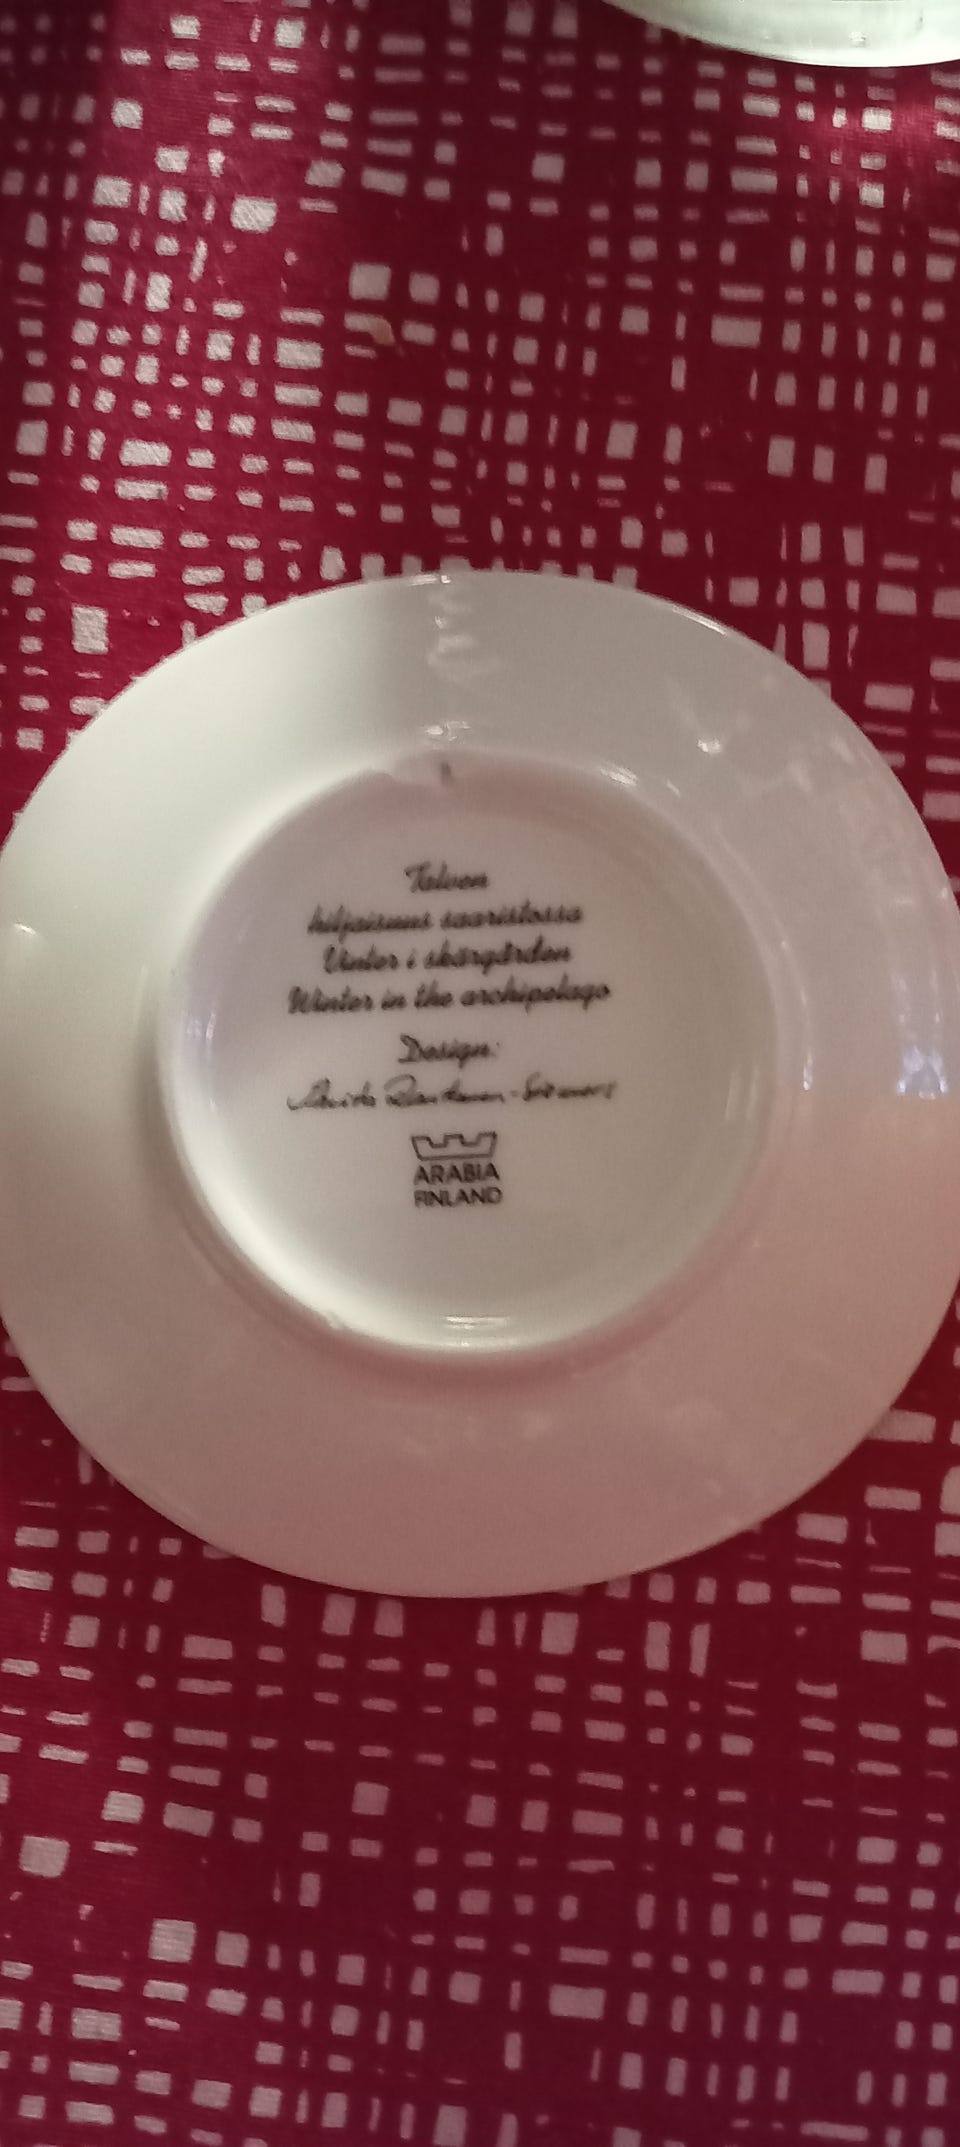 Talven
hiljaisuus saaristossa
Vinter i skärgården
Winter in the archipelago
Design:
ARABIA
FINLAND